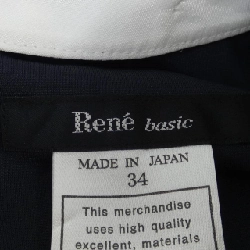 René basic
MADE IN JAPAN
34
This merchandise
uses high quality
excellent, materials